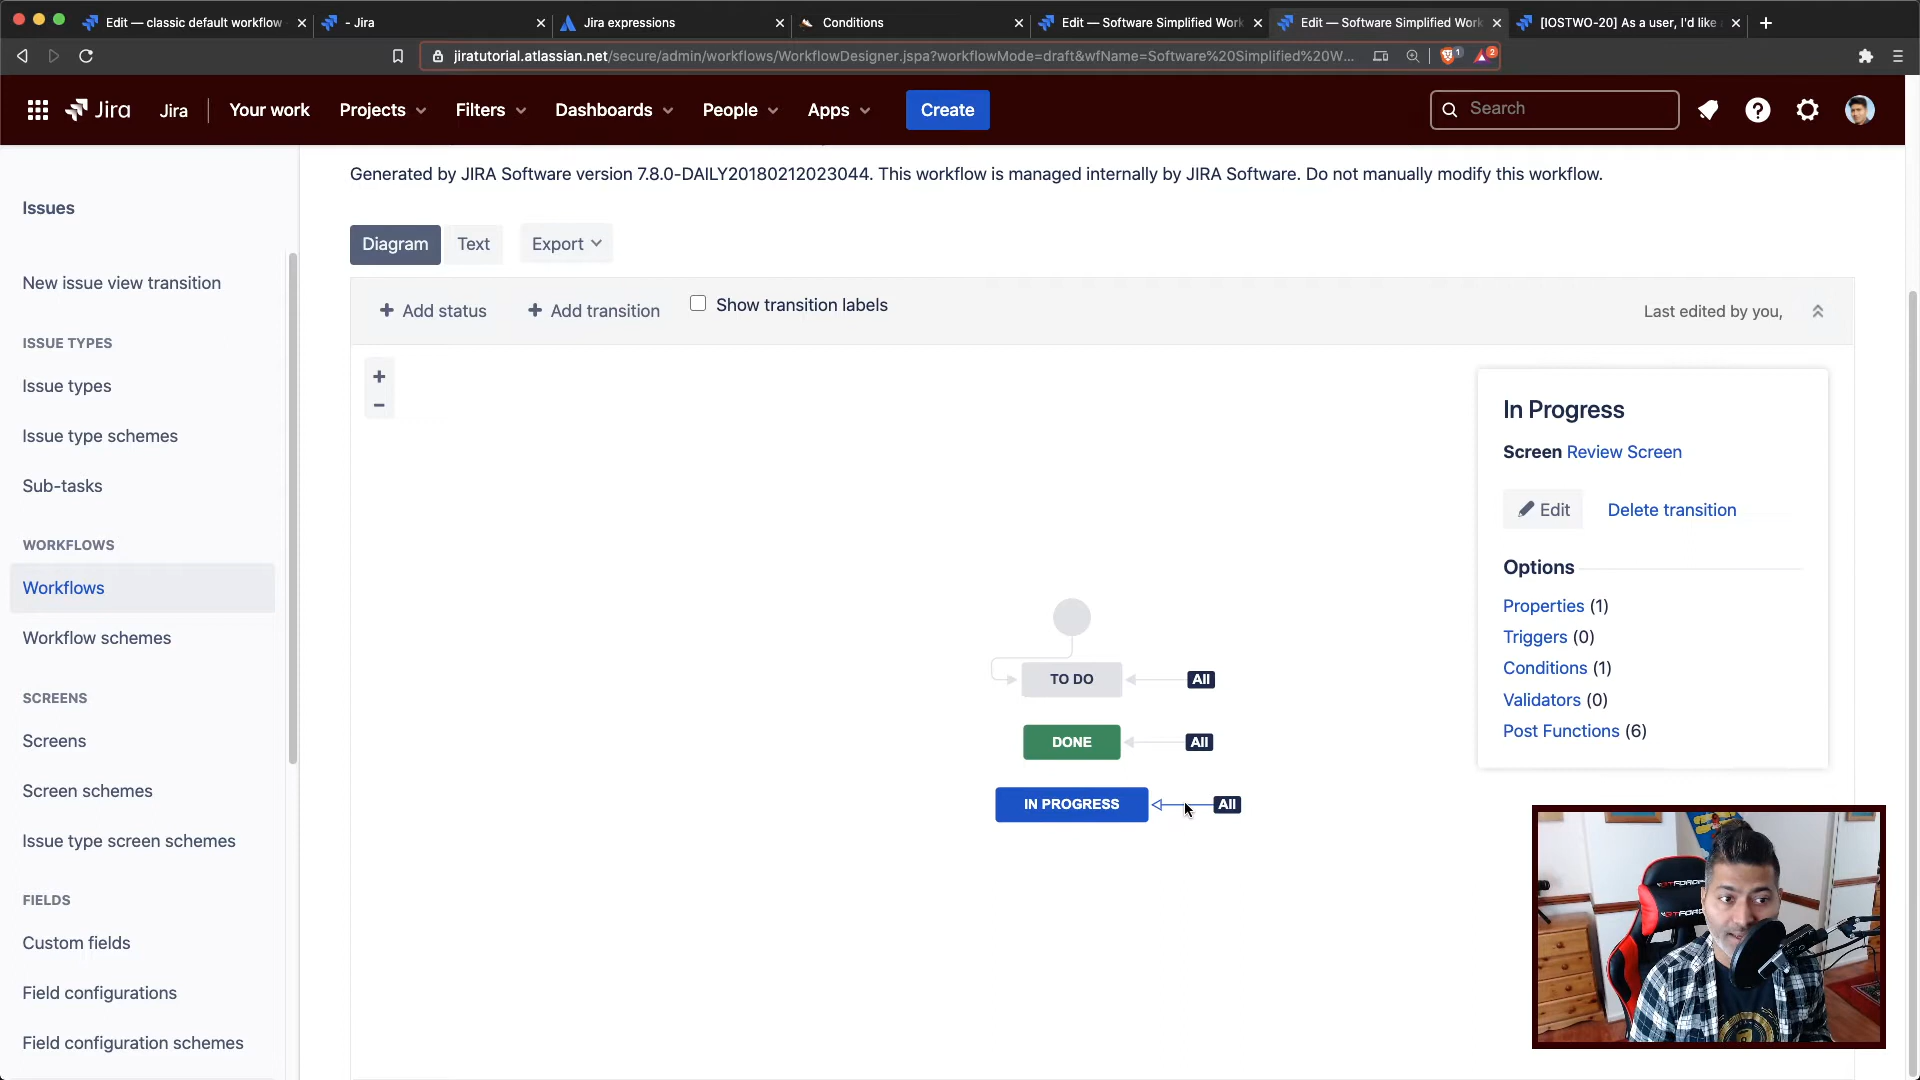 Edit — classic default workflow
- Jira
Jira expressions
Conditions
Edit — Software Simplified Work
Edit — Software Simplified Work
[IOSTWO-20] As a user, I'd like
jiratutorial.atlassian.net/secure/admin/workflows/WorkflowDesigner.jspa?workflowMode=draft&wfName=Software%20Simplified%20W...
1
2
Jira
Jira
Your work
Projects
Filters
Dashboards
People
Apps
Create
Search
Generated by JIRA Software version 7.8.0-DAILY20180212023044. This workflow is managed internally by JIRA Software. Do not manually modify this workflow.
Issues
New issue view transition
ISSUE TYPES
Issue types
Issue type schemes
Sub-tasks
WORKFLOWS
Workflows
Workflow schemes
SCREENS
Screens
Screen schemes
Issue type screen schemes
FIELDS
Custom fields
Field configurations
Field configuration schemes
Diagram
Text
Export
Add status
Add transition
Show transition labels
Last edited by you,
TO DO
All
DONE
All
IN PROGRESS
All
In Progress
Screen Review Screen
Edit
Delete transition
Options
Properties (1)
Triggers (0)
Conditions (1)
Validators (0)
Post Functions (6)